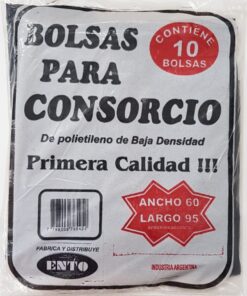 CONTIENE
10
BOLSAS
BOLSAS
PARA
CONSORCIO
De polietileno de Baja Densidad
Primera Calidad !!!
ANCHO 60
LARGO 95
FABRICA Y DISTRIBUYE
ENTO
INDUSTRIA ARGENTINA